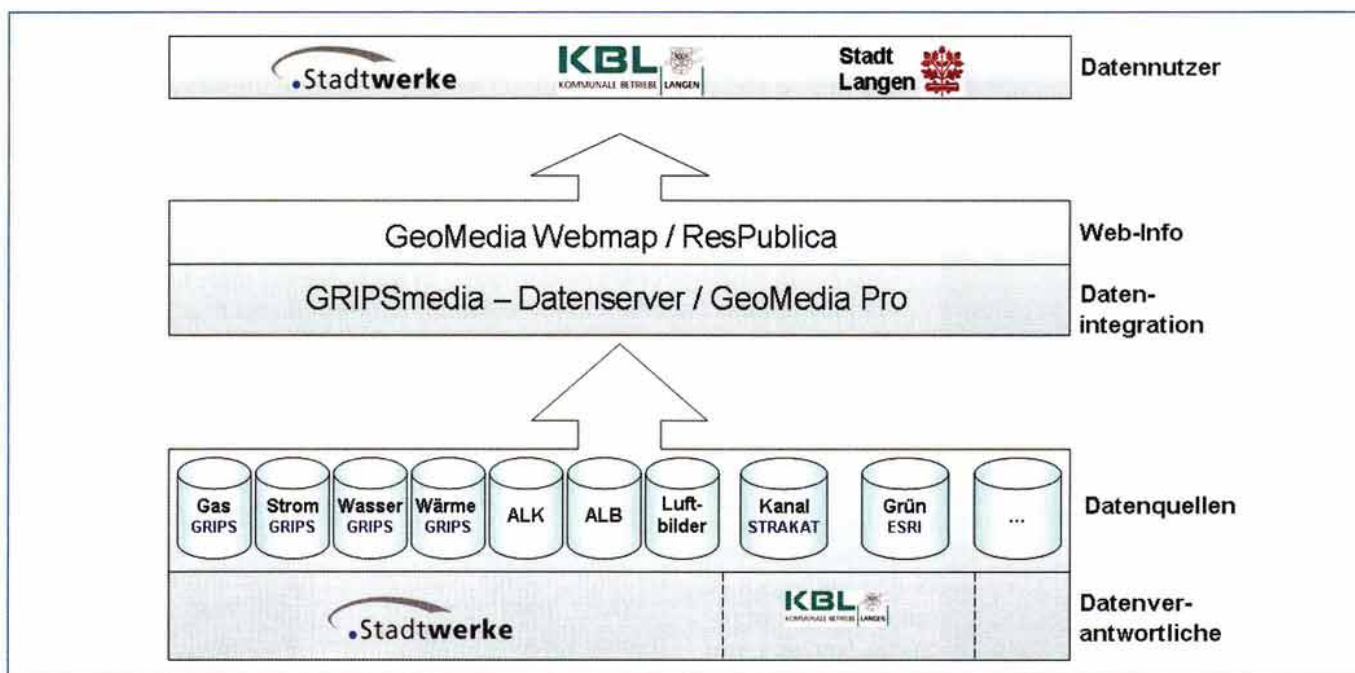 .Stadtwerke
KBL
KOMMUNALE BETRIEBE LANGEN
Stadt
Langen
Datennutzer
GeoMedia Webmap / ResPublica
Web-Info
GRIPSmedia – Datenserver / GeoMedia Pro
Daten-
integration
Gas
GRIPS
Strom
GRIPS
Wasser
GRIPS
Wärme
GRIPS
ALK
ALB
Luft-
bilder
Kanal
STRAKAT
Grün
ESRI
...
Datenquellen
.Stadtwerke
KBL
KOMMUNALE BETRIEBE LANGEN
Datenver-
antwortliche